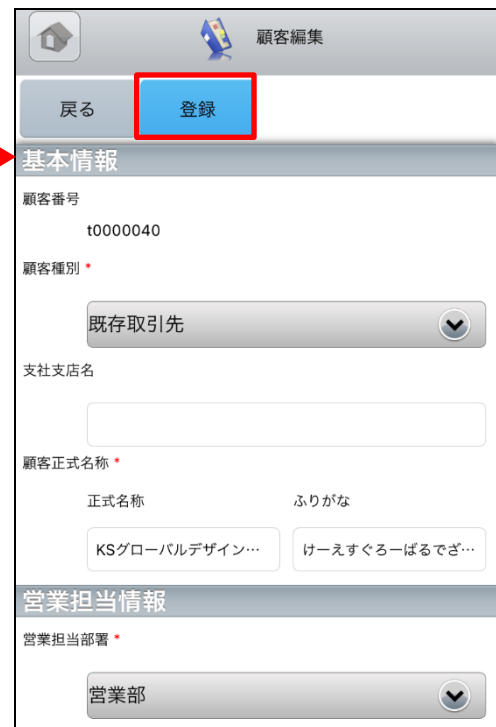 顧客編集
戻る 登録
基本情報
顧客番号
t0000040
顧客種別 *
既存取引先
支社支店名
顧客正式名称 *
正式名称 ふりがな
KSグローバルデザイン… けーえすぐろーばるでざ…
営業担当情報
営業担当部署 *
営業部